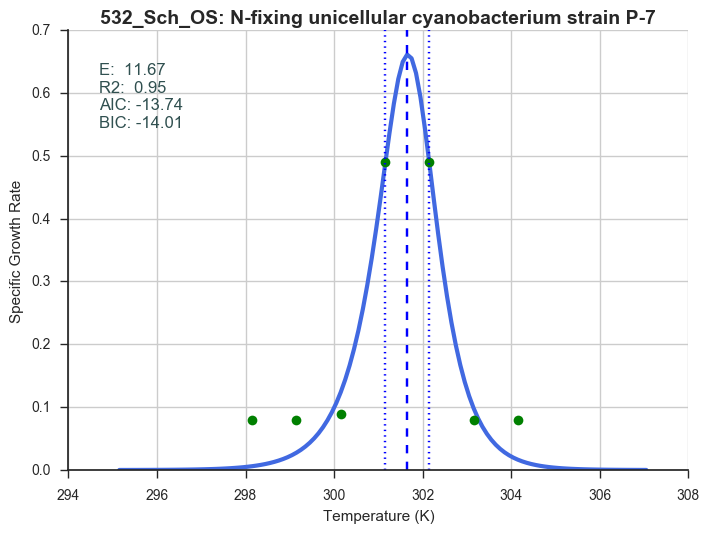 532_Sch_OS: N-fixing unicellular cyanobacterium strain P-7
E:  11.67
R2:  0.95
AIC: -13.74
BIC: -14.01
Specific Growth Rate
0.7
0.6
0.5
0.4
0.3
0.2
0.1
0.0
294 296 298 300 302 304 306 308
Temperature (K)